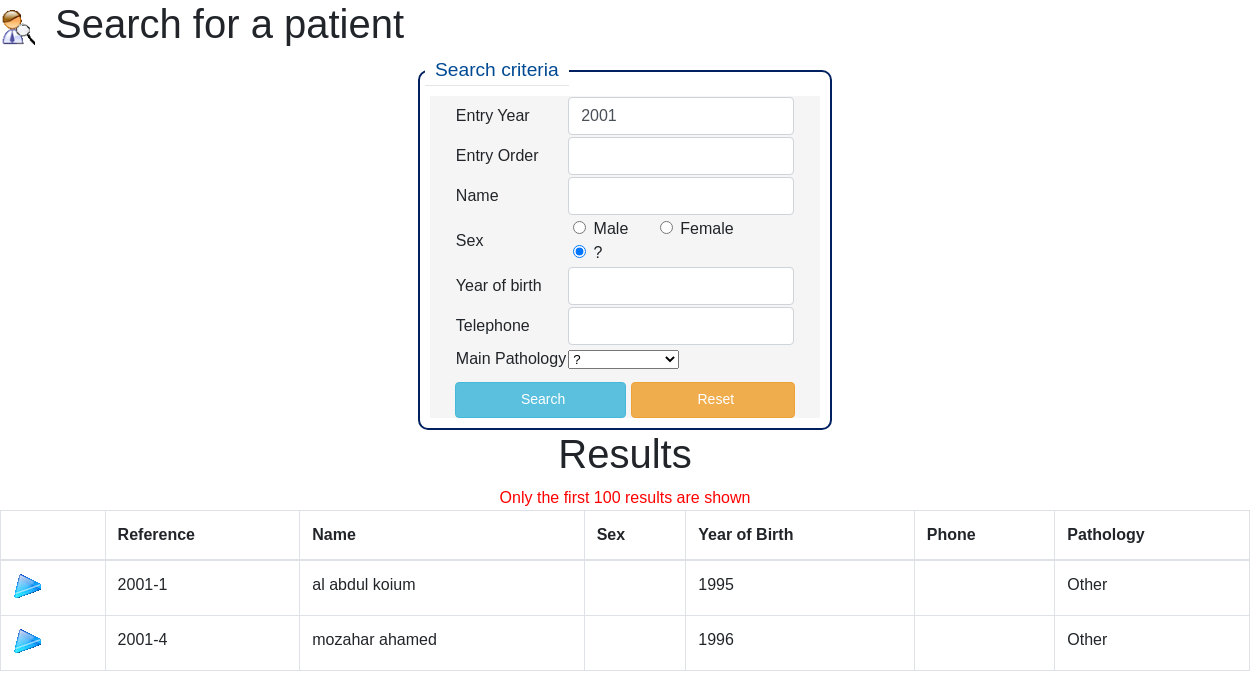 Search for a patient
Search criteria
Entry Year 2001
Entry Order
Name
Sex Male Female
?
Year of birth
Telephone
Main Pathology ?
Search Reset
Results
Only the first 100 results are shown
Reference Name Sex Year of Birth Phone Pathology
2001-1 al abdul koium 1995 Other
2001-4 mozahar ahamed 1996 Other